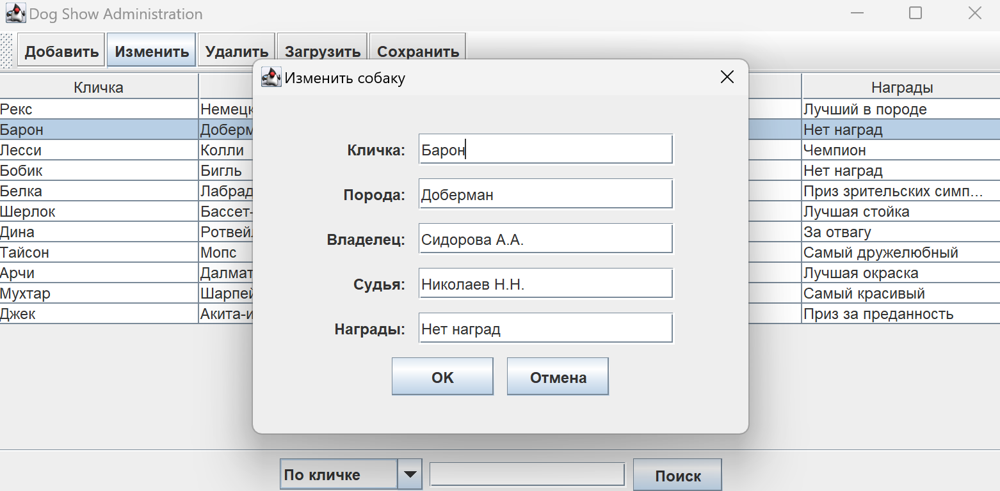 Dog Show Administration
Добавить Изменить Удалить Загрузить Сохранить
Изменить собаку
Кличка Награды
Рекс Немецк Лучший в породе
Барон Доберм Нет наград
Лесси Колли Чемпион
Бобик Бигль Нет наград
Белка Лабрад Приз зрительских симп...
Шерлок Бассет- Лучшая стойка
Дина Ротвей За отвагу
Тайсон Мопс Самый дружелюбный
Арчи Далмат Лучшая окраска
Мухтар Шарпей Самый красивый
Джек Акита-и Приз за преданность
Кличка: Барон
Порода: Доберман
Владелец: Сидорова А.А.
Судья: Николаев Н.Н.
Награды: Нет наград
OK Отмена
По кличке Поиск